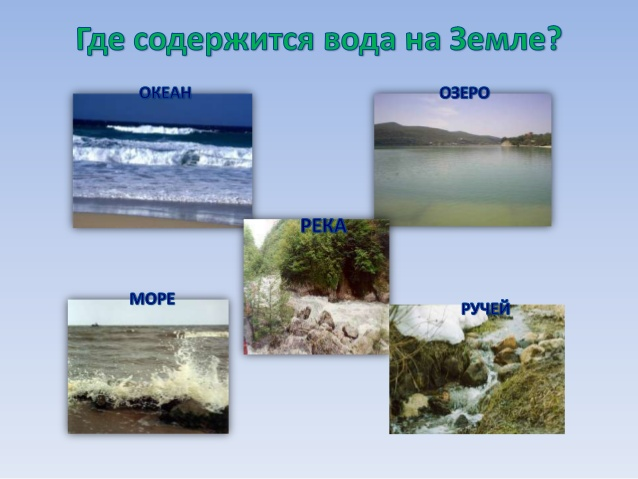 Где содержится вода на Земле?
ОКЕАН
ОЗЕРО
РЕКА
МОРЕ
РУЧЕЙ